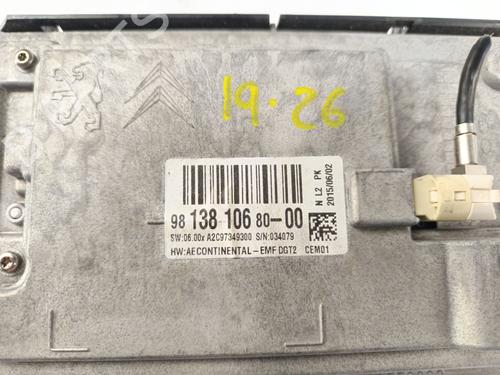 19.26
98 138 106 80-00
SW:06.00x A2C97349300 S/N:034079
HW:AECONTINENTAL-EMF DGT2 CEM01
N L2 PK
2015/06/02